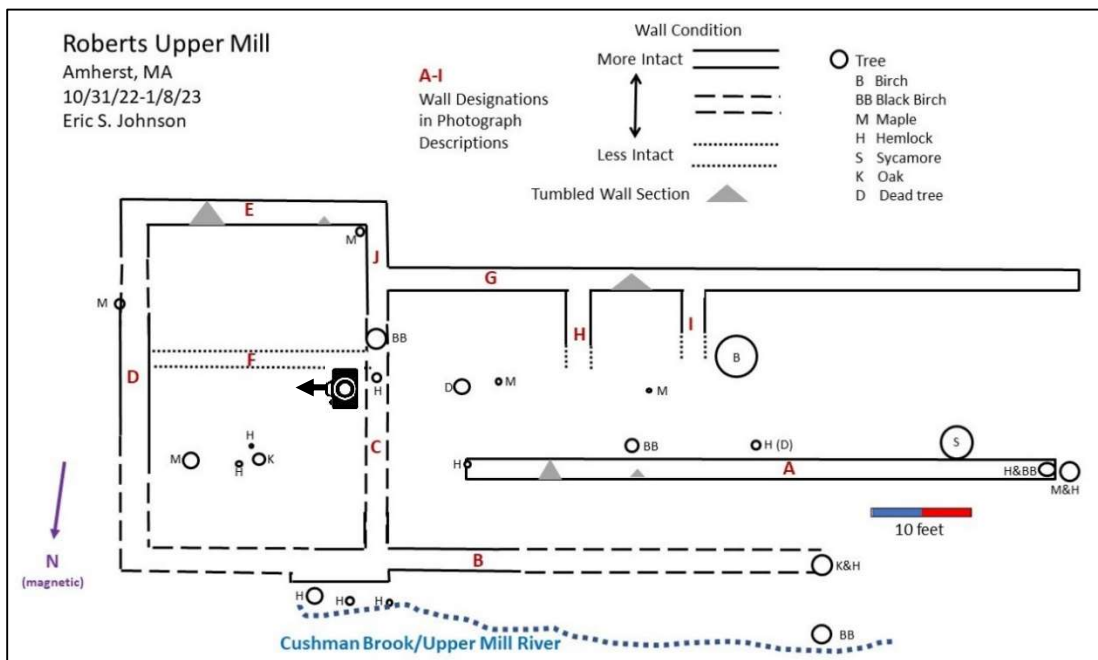 Roberts Upper Mill
Amherst, MA
10/31/22-1/8/23
Eric S. Johnson
A-I
Wall Designations
in Photograph
Descriptions
Wall Condition
More Intact
Less Intact
Tumbled Wall Section
Tree
B Birch
BB Black Birch
M Maple
H Hemlock
S Sycamore
K Oak
D Dead tree
E
M
J
G
M
H
I
BB
B
F
D
H
D
M
M
H
C
BB
H (D)
S
M
K
H
H
A
H&BB
M&H
10 feet
N
(magnetic)
B
K&H
H
H
H
BB
Cushman Brook/Upper Mill River